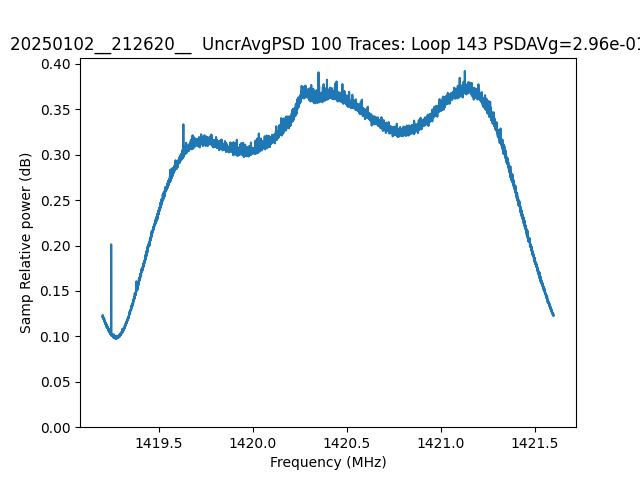 20250102__212620__ UncrAvgPSD 100 Traces: Loop 143 PSDAVg=2.96e-01
0.40
0.35
0.30
0.25
0.20
0.15
0.10
0.05
0.00
Samp Relative power (dB)
1419.5 1420.0 1420.5 1421.0 1421.5
Frequency (MHz)